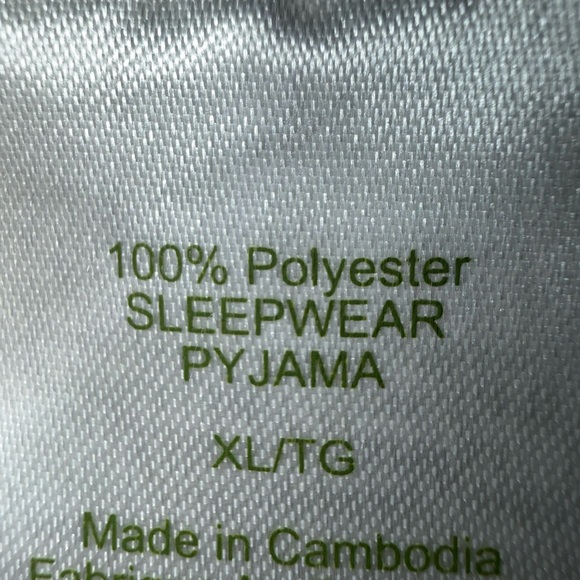 100% Polyester
SLEEPWEAR
PYJAMA
XL/TG
Made in Cambodia